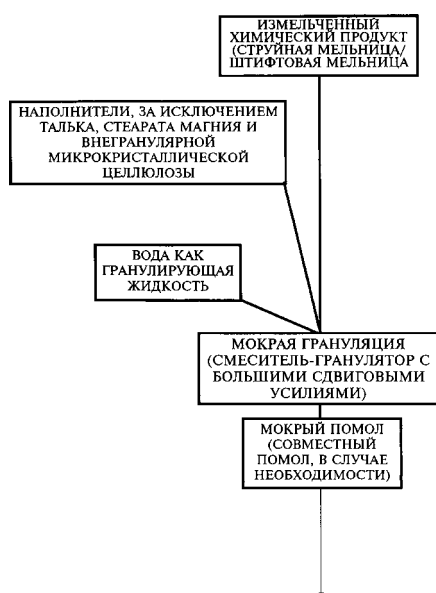 ИЗМЕЛЬЧЕННЫЙ
ХИМИЧЕСКИЙ ПРОДУКТ
(СТРУЙНАЯ МЕЛЬНИЦА/
ШТИФТОВАЯ МЕЛЬНИЦА
НАПОЛНИТЕЛИ, ЗА ИСКЛЮЧЕНИЕМ
ТАЛЬКА, СТЕАРАТА МАГНИЯ И
ВНЕГРАНУЛЯРНОЙ
МИКРОКРИСТАЛЛИЧЕСКОЙ
ЦЕЛЛЮЛОЗЫ
ВОДА КАК
ГРАНУЛИРУЮЩАЯ
ЖИДКОСТЬ
МОКРАЯ ГРАНУЛЯЦИЯ
(СМЕСИТЕЛЬ-ГРАНУЛЯТОР С
БОЛЬШИМИ СДВИГОВЫМИ
УСИЛИЯМИ)
МОКРЫЙ ПОМОЛ
(СОВМЕСТНЫЙ
ПОМОЛ, В СЛУЧАЕ
НЕОБХОДИМОСТИ)